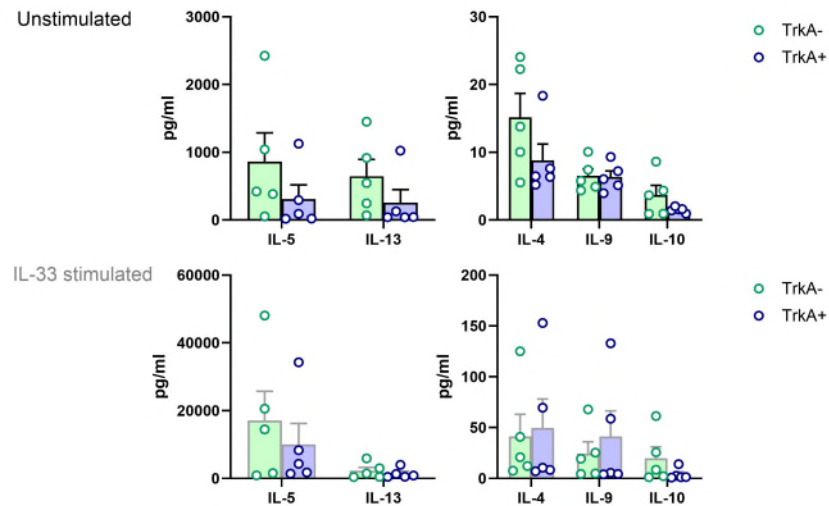 Unstimulated
3000
2000
1000
0
pg/ml
IL-5 IL-13
30
20
10
0
pg/ml
IL-4 IL-9 IL-10
TrkA-
TrkA+
IL-33 stimulated
60000
40000
20000
0
pg/ml
IL-5 IL-13
200
150
100
50
0
pg/ml
IL-4 IL-9 IL-10
TrkA-
TrkA+